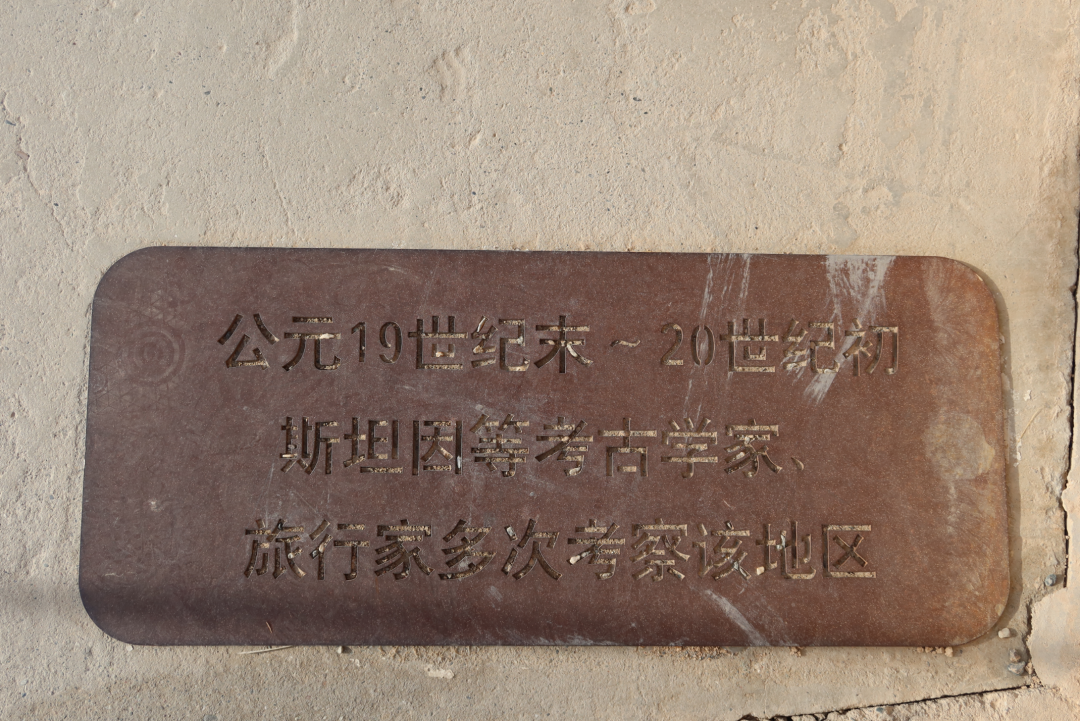 公元19世纪末～20世纪初
斯坦因等考古学家、
旅行家多次考察该地区